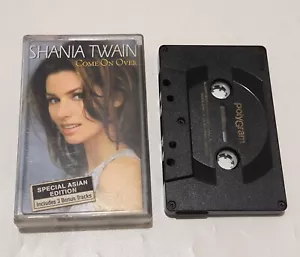 SHANIA TWAIN
COME ON OVER
SPECIAL ASIAN
EDITION
Includes 3 Bonus Tracks
polygram